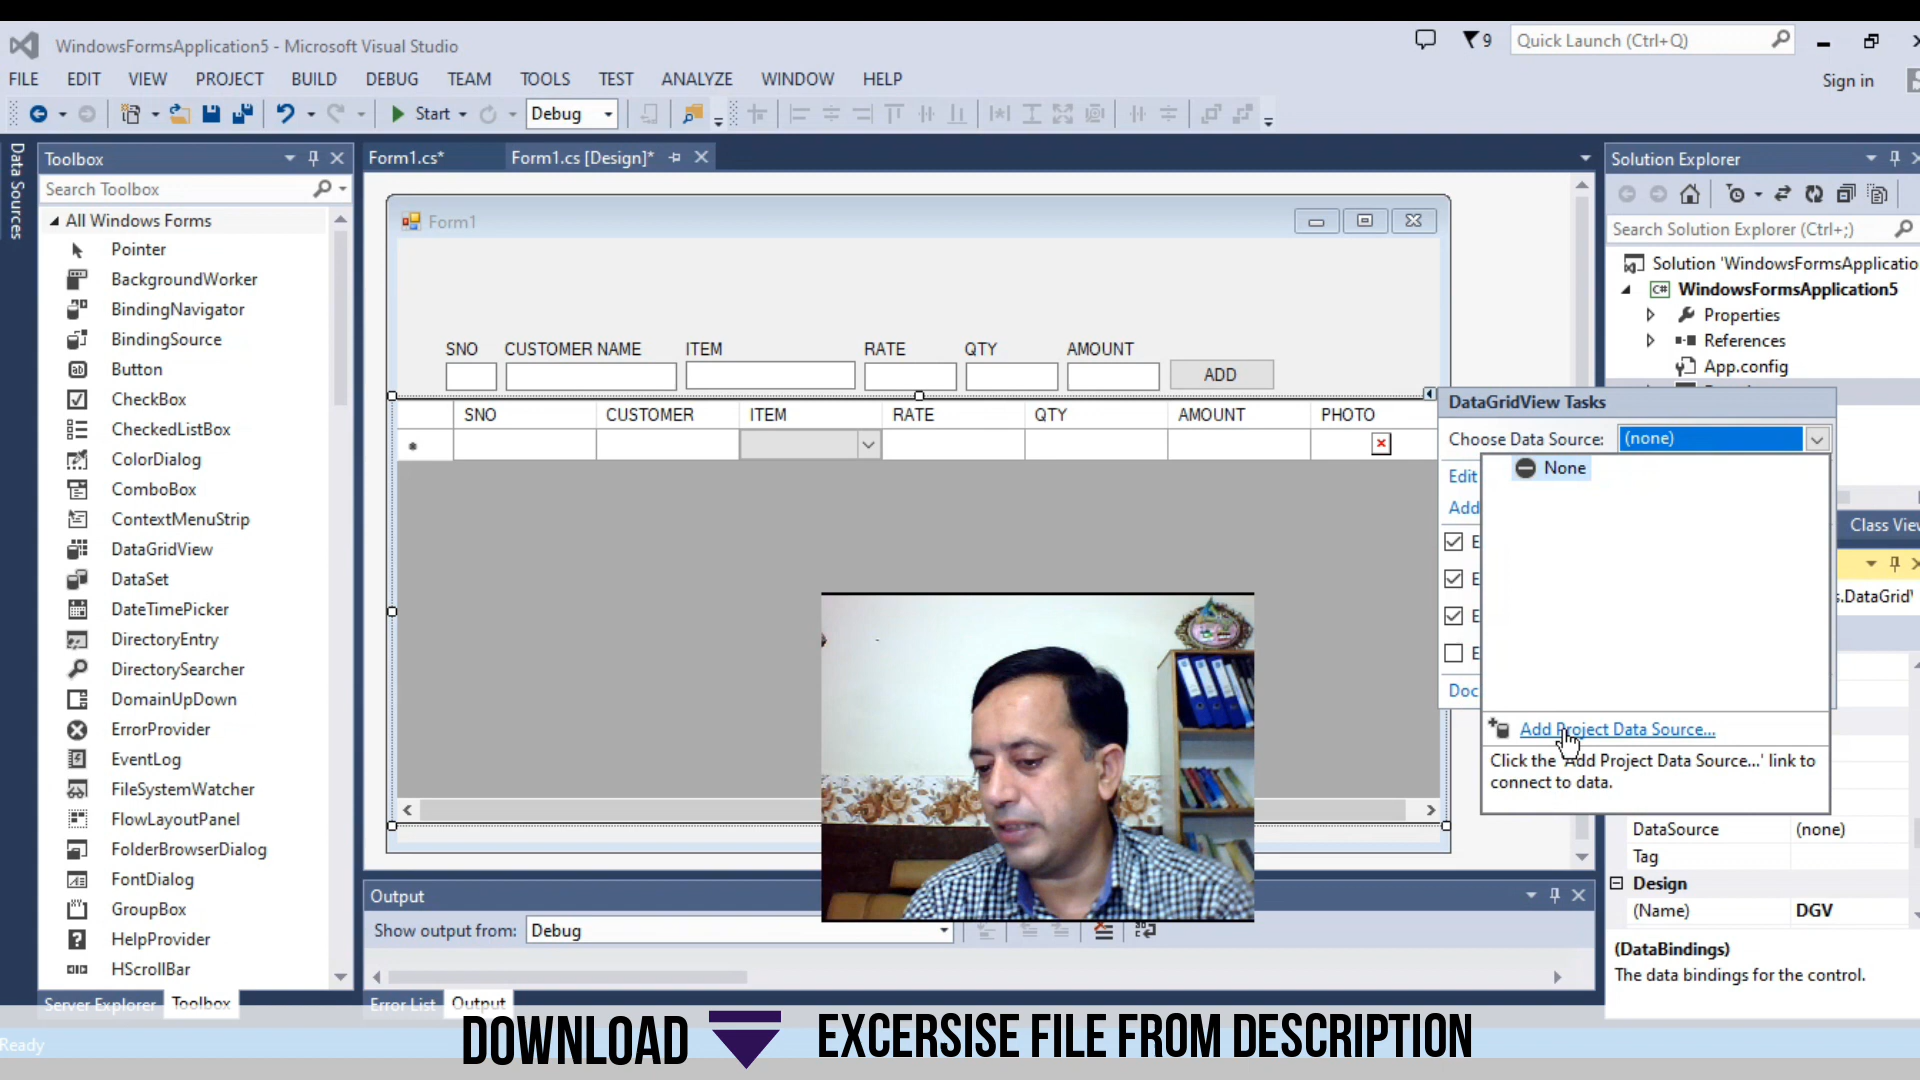 WindowsFormsApplication5 - Microsoft Visual Studio
9
Quick Launch (Ctrl+Q)
FILE EDIT VIEW PROJECT BUILD DEBUG TEAM TOOLS TEST ANALYZE WINDOW HELP
Sign in
Start
Debug
Data Sources
Toolbox
Search Toolbox
All Windows Forms
Pointer
BackgroundWorker
BindingNavigator
BindingSource
Button
CheckBox
CheckedListBox
ColorDialog
ComboBox
ContextMenuStrip
DataGridView
DataSet
DateTimePicker
DirectoryEntry
DirectorySearcher
DomainUpDown
ErrorProvider
EventLog
FileSystemWatcher
FlowLayoutPanel
FolderBrowserDialog
FontDialog
GroupBox
HelpProvider
HScrollBar
Server Explorer Toolbox
Form1.cs* Form1.cs [Design]*
Form1
SNO CUSTOMER NAME ITEM RATE QTY AMOUNT
ADD
SNO CUSTOMER ITEM RATE QTY AMOUNT PHOTO
DataGridView Tasks
Choose Data Source: (none)
None
Edit
Add
E
E
E
E
Doc
Add Project Data Source...
Click the 'Add Project Data Source...' link to
connect to data.
Output
Show output from: Debug
Error List Output
Solution Explorer
Search Solution Explorer (Ctrl+;)
Solution 'WindowsFormsApplicatio
C# WindowsFormsApplication5
Properties
References
App.config
Class View
s.DataGrid
DataSource (none)
Tag
Design
(Name) DGV
(DataBindings)
The data bindings for the control.
Ready
DOWNLOAD EXCERSISE FILE FROM DESCRIPTION